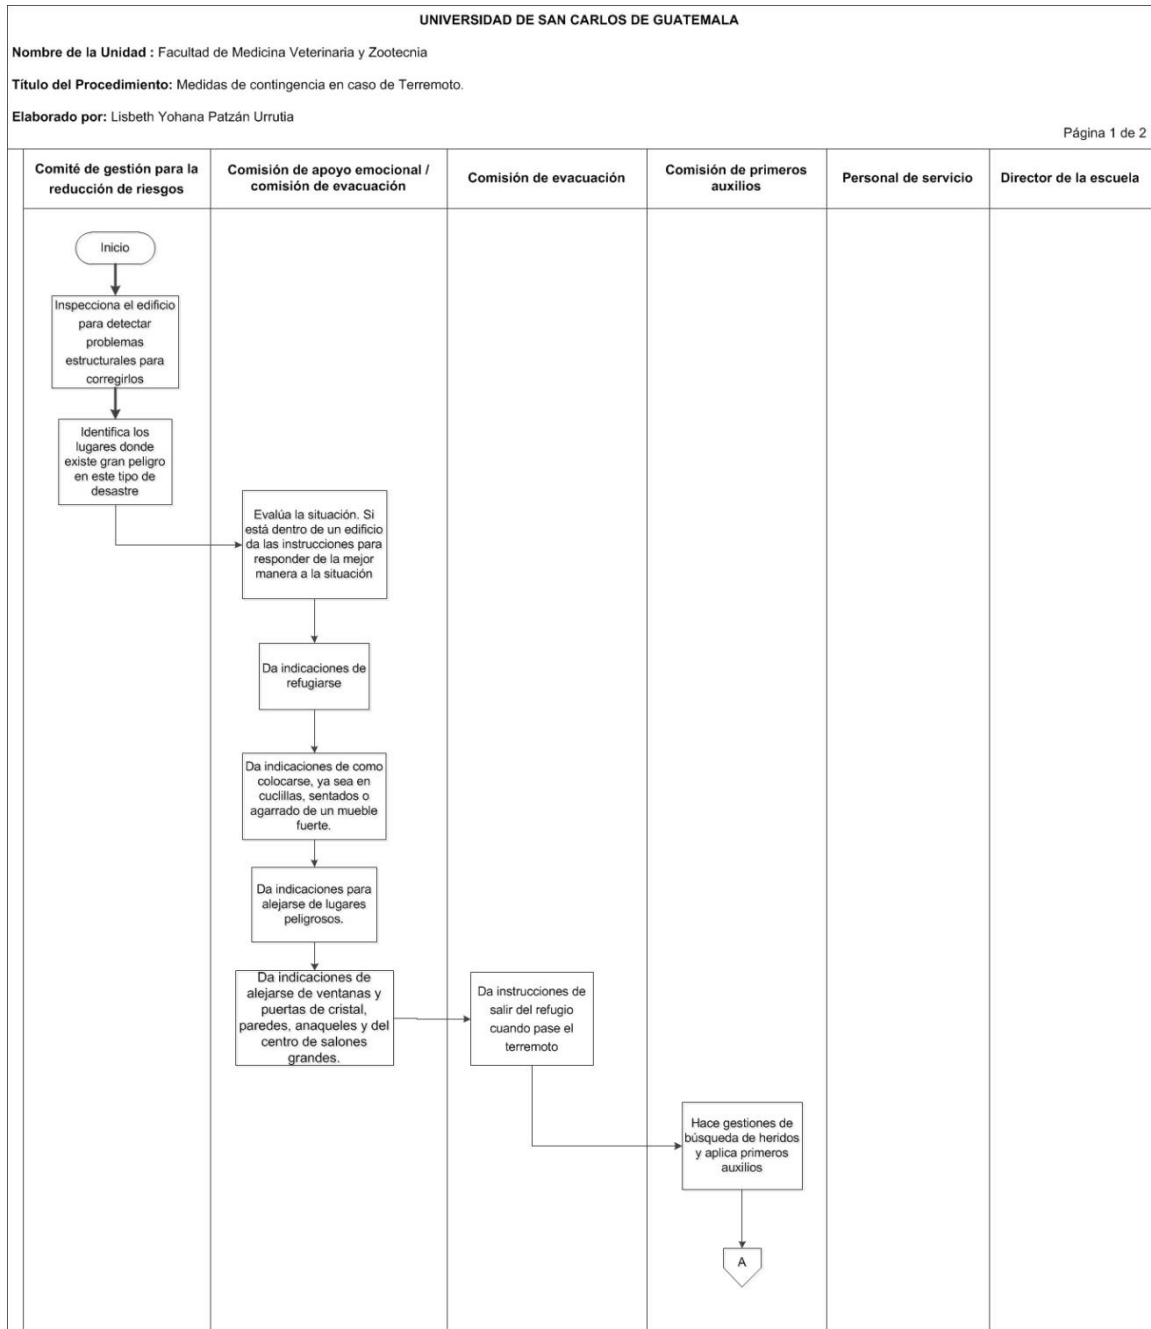 UNIVERSIDAD DE SAN CARLOS DE GUATEMALA
Nombre de la Unidad : Facultad de Medicina Veterinaria y Zootecnia
Título del Procedimiento: Medidas de contingencia en caso de Terremoto.
Elaborado por: Lisbeth Yohana Patzán Urrutia
Página 1 de 2
Comité de gestión para la
reducción de riesgos
Comisión de apoyo emocional /
comisión de evacuación
Comisión de evacuación
Comisión de primeros
auxilios
Personal de servicio
Director de la escuela
Inicio
Inspecciona el edificio
para detectar
problemas
estructurales para
corregirlos
Identifica los
lugares donde
existe gran peligro
en este tipo de
desastre
Evalúa la situación. Si
está dentro de un edificio
da las instrucciones para
responder de la mejor
manera a la situación
Da indicaciones de
refugiarse
Da indicaciones de como
colocarse, ya sea en
cuclillas, sentados o
agarrado de un mueble
fuerte.
Da indicaciones para
alejarse de lugares
peligrosos.
Da indicaciones de
alejarse de ventanas y
puertas de cristal,
paredes, anaqueles y del
centro de salones
grandes.
Da instrucciones de
salir del refugio
cuando pase el
terremoto
Hace gestiones de
búsqueda de heridos
y aplica primeros
auxilios
A